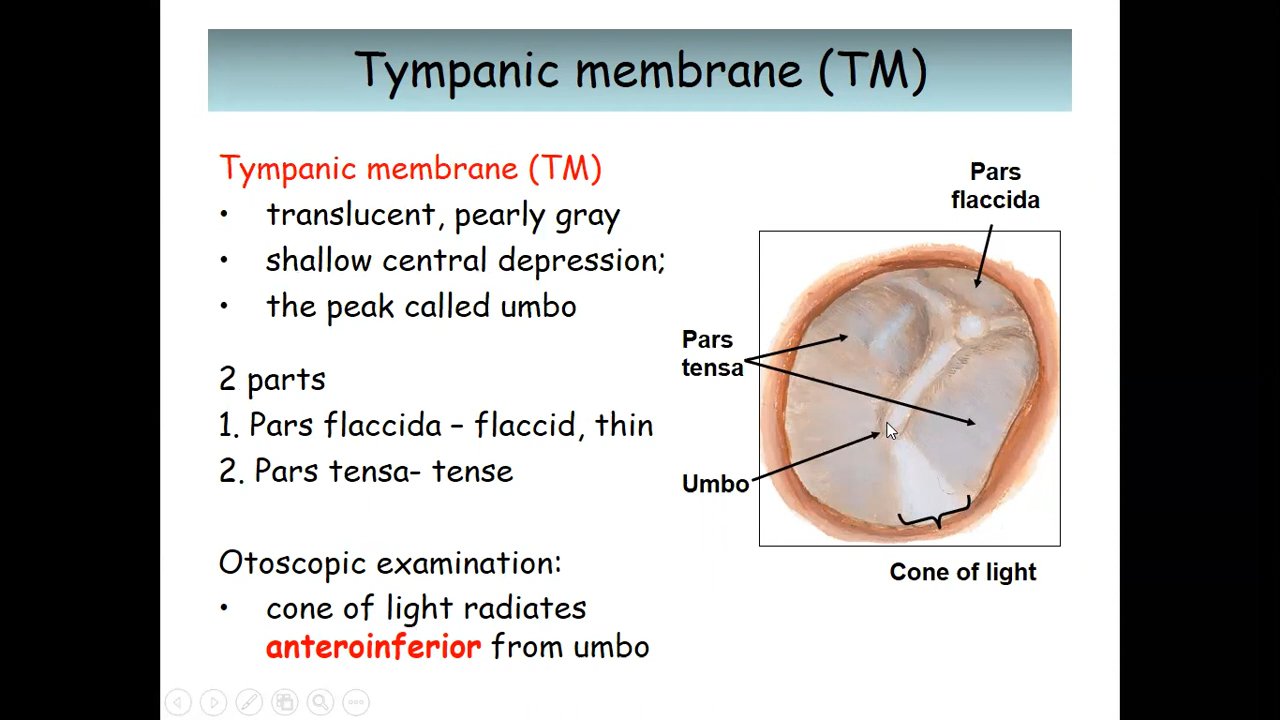 Tympanic membrane (TM)
Tympanic membrane (TM)
• translucent, pearly gray
• shallow central depression;
• the peak called umbo
2 parts
1. Pars flaccida – flaccid, thin
2. Pars tensa- tense
Otoscopic examination:
• cone of light radiates
anteroinferior from umbo
Pars
flaccida
Pars
tensa
Umbo
Cone of light